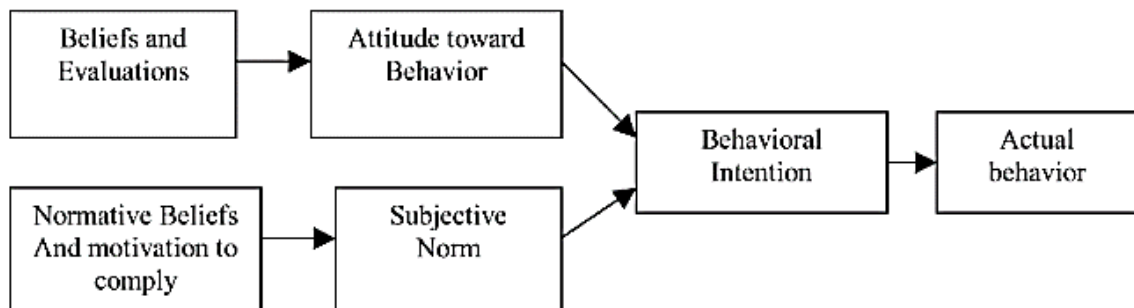 Beliefs and
Evaluations
Attitude toward
Behavior
Behavioral
Intention
Actual
behavior
Normative Beliefs
And motivation to
comply
Subjective
Norm